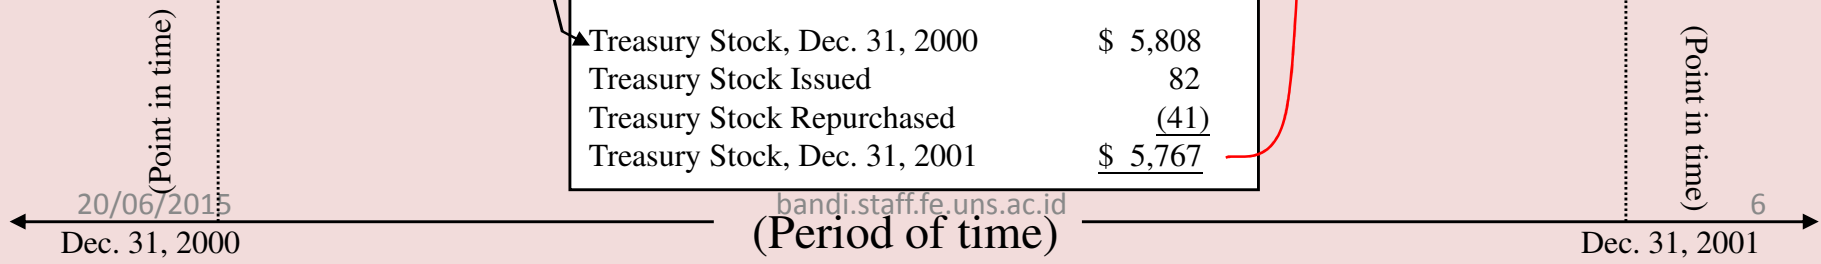 (Point in time)
Treasury Stock, Dec. 31, 2000 $ 5,808
Treasury Stock Issued 82
Treasury Stock Repurchased (41)
Treasury Stock, Dec. 31, 2001 $ 5,767
(Point in time)
20/06/2015 bandi.staff.fe.uns.ac.id 6
(Period of time)
Dec. 31, 2000 Dec. 31, 2001